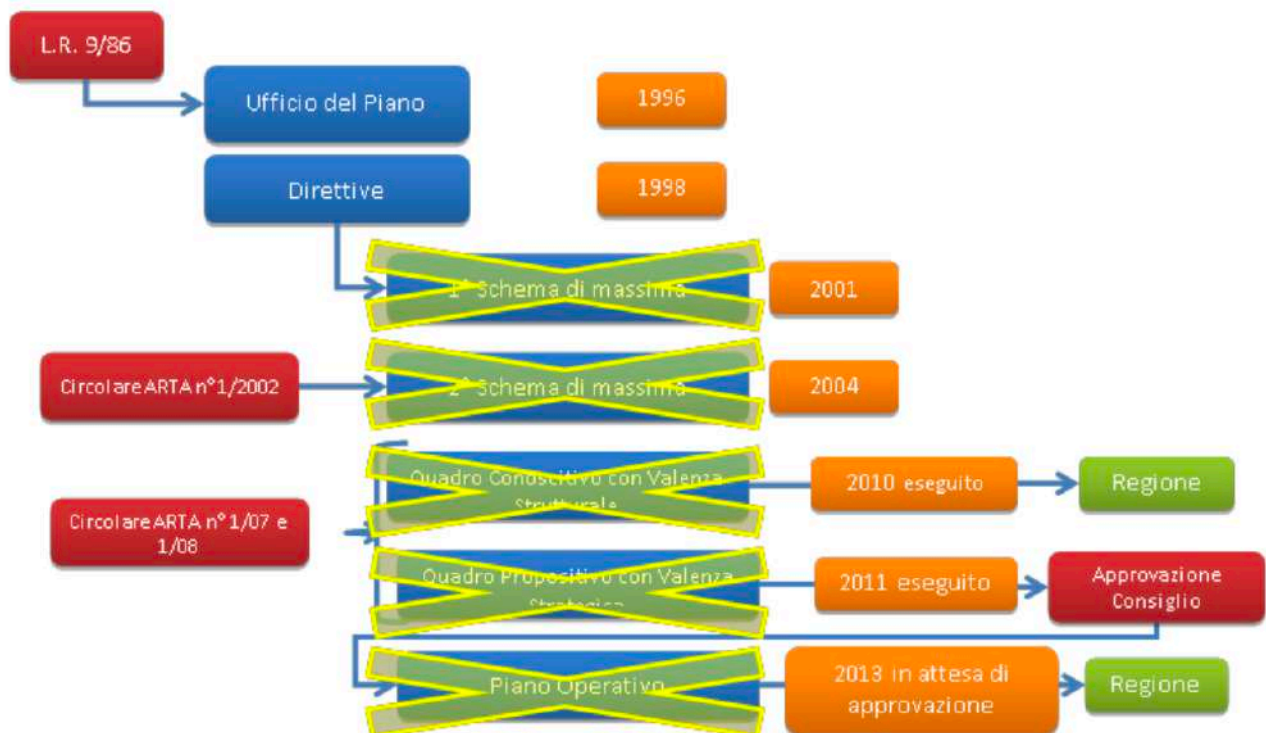 L.R. 9/86
Ufficio del Piano
1996
Direttive
1998
1° Schema di massima
2001
Circolare ARTA n°1/2002
2° Schema di massima
2004
Quadro Conoscitivo con Valenza
Strutturale
2010 eseguito
Regione
Circolare ARTA n° 1/07 e
1/08
Quadro Propositivo con Valenza
Strategica
2011 eseguito
Approvazione
Consiglio
Piano Operativo
2013 in attesa di
approvazione
Regione